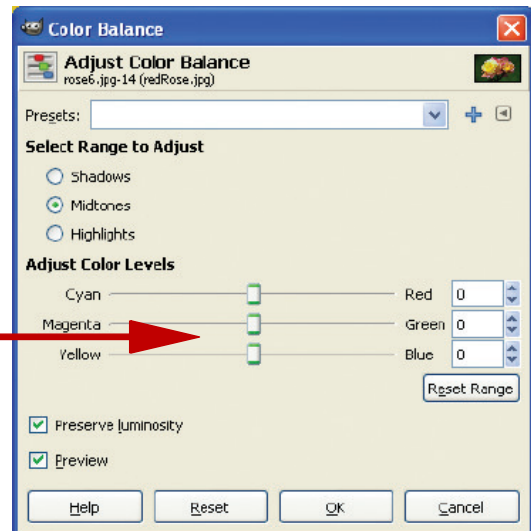 Color Balance
Adjust Color Balance
rose6.jpg-14 (redRose.jpg)
Presets:
Select Range to Adjust
Shadows
Midtones
Highlights
Adjust Color Levels
Cyan Red 0
Magenta Green 0
Yellow Blue 0
Reset Range
Preserve luminosity
Preview
Help Reset OK Cancel